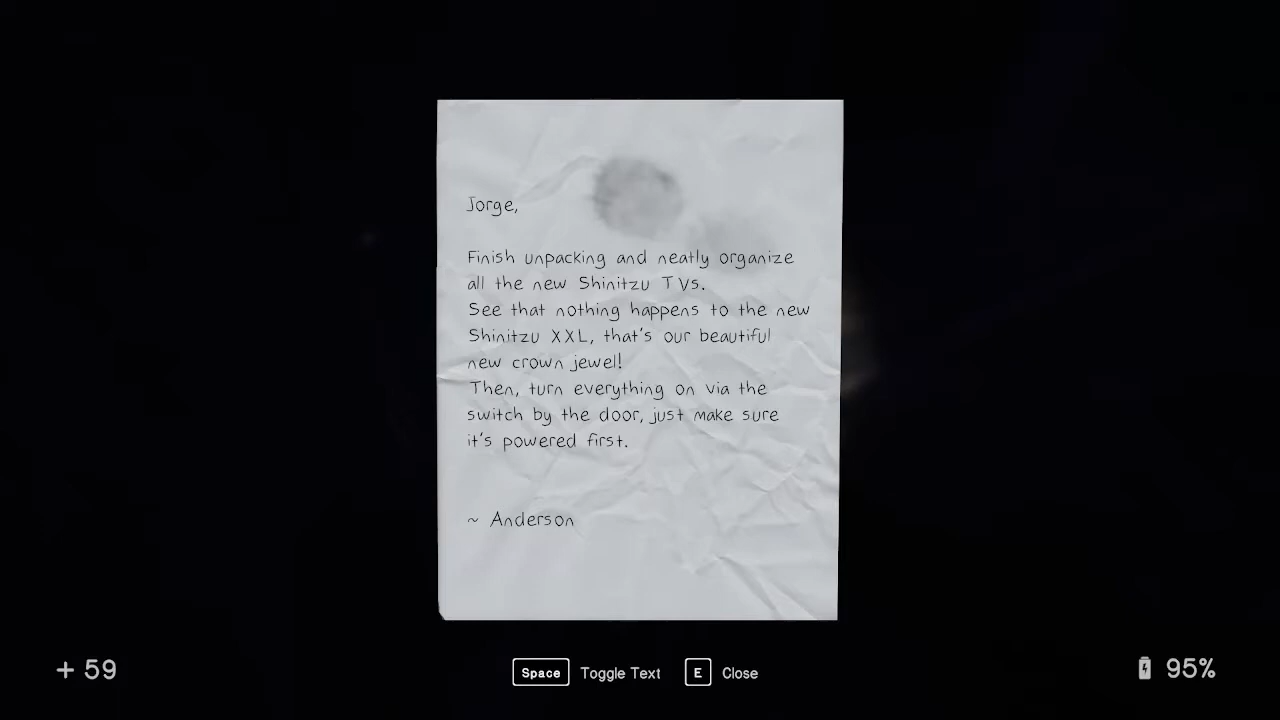 Jorge,
Finish unpacking and neatly organize
all the new Shinitzu TVs.
See that nothing happens to the new
Shinitzu XXL, that's our beautiful
new crown jewel!
Then, turn everything on via the
switch by the door, just make sure
it's powered first.
~ Anderson
+ 59
Space Toggle Text E Close
95%